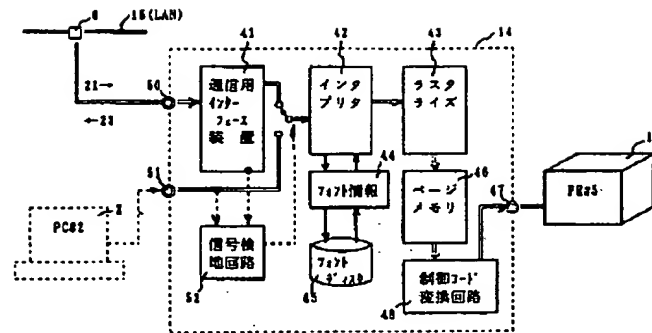 6
15(LAN)
14
41
42
43
21→
←22
50
通信用
インター
フェース
装置
インタ
プリタ
ラスタ
ライズ
44
46
51
フォント情報
ページ
メモリ
47
PRз5
PC82
信号検
地回路
52
フォント
ディスク
45
制御コード
変換回路
48